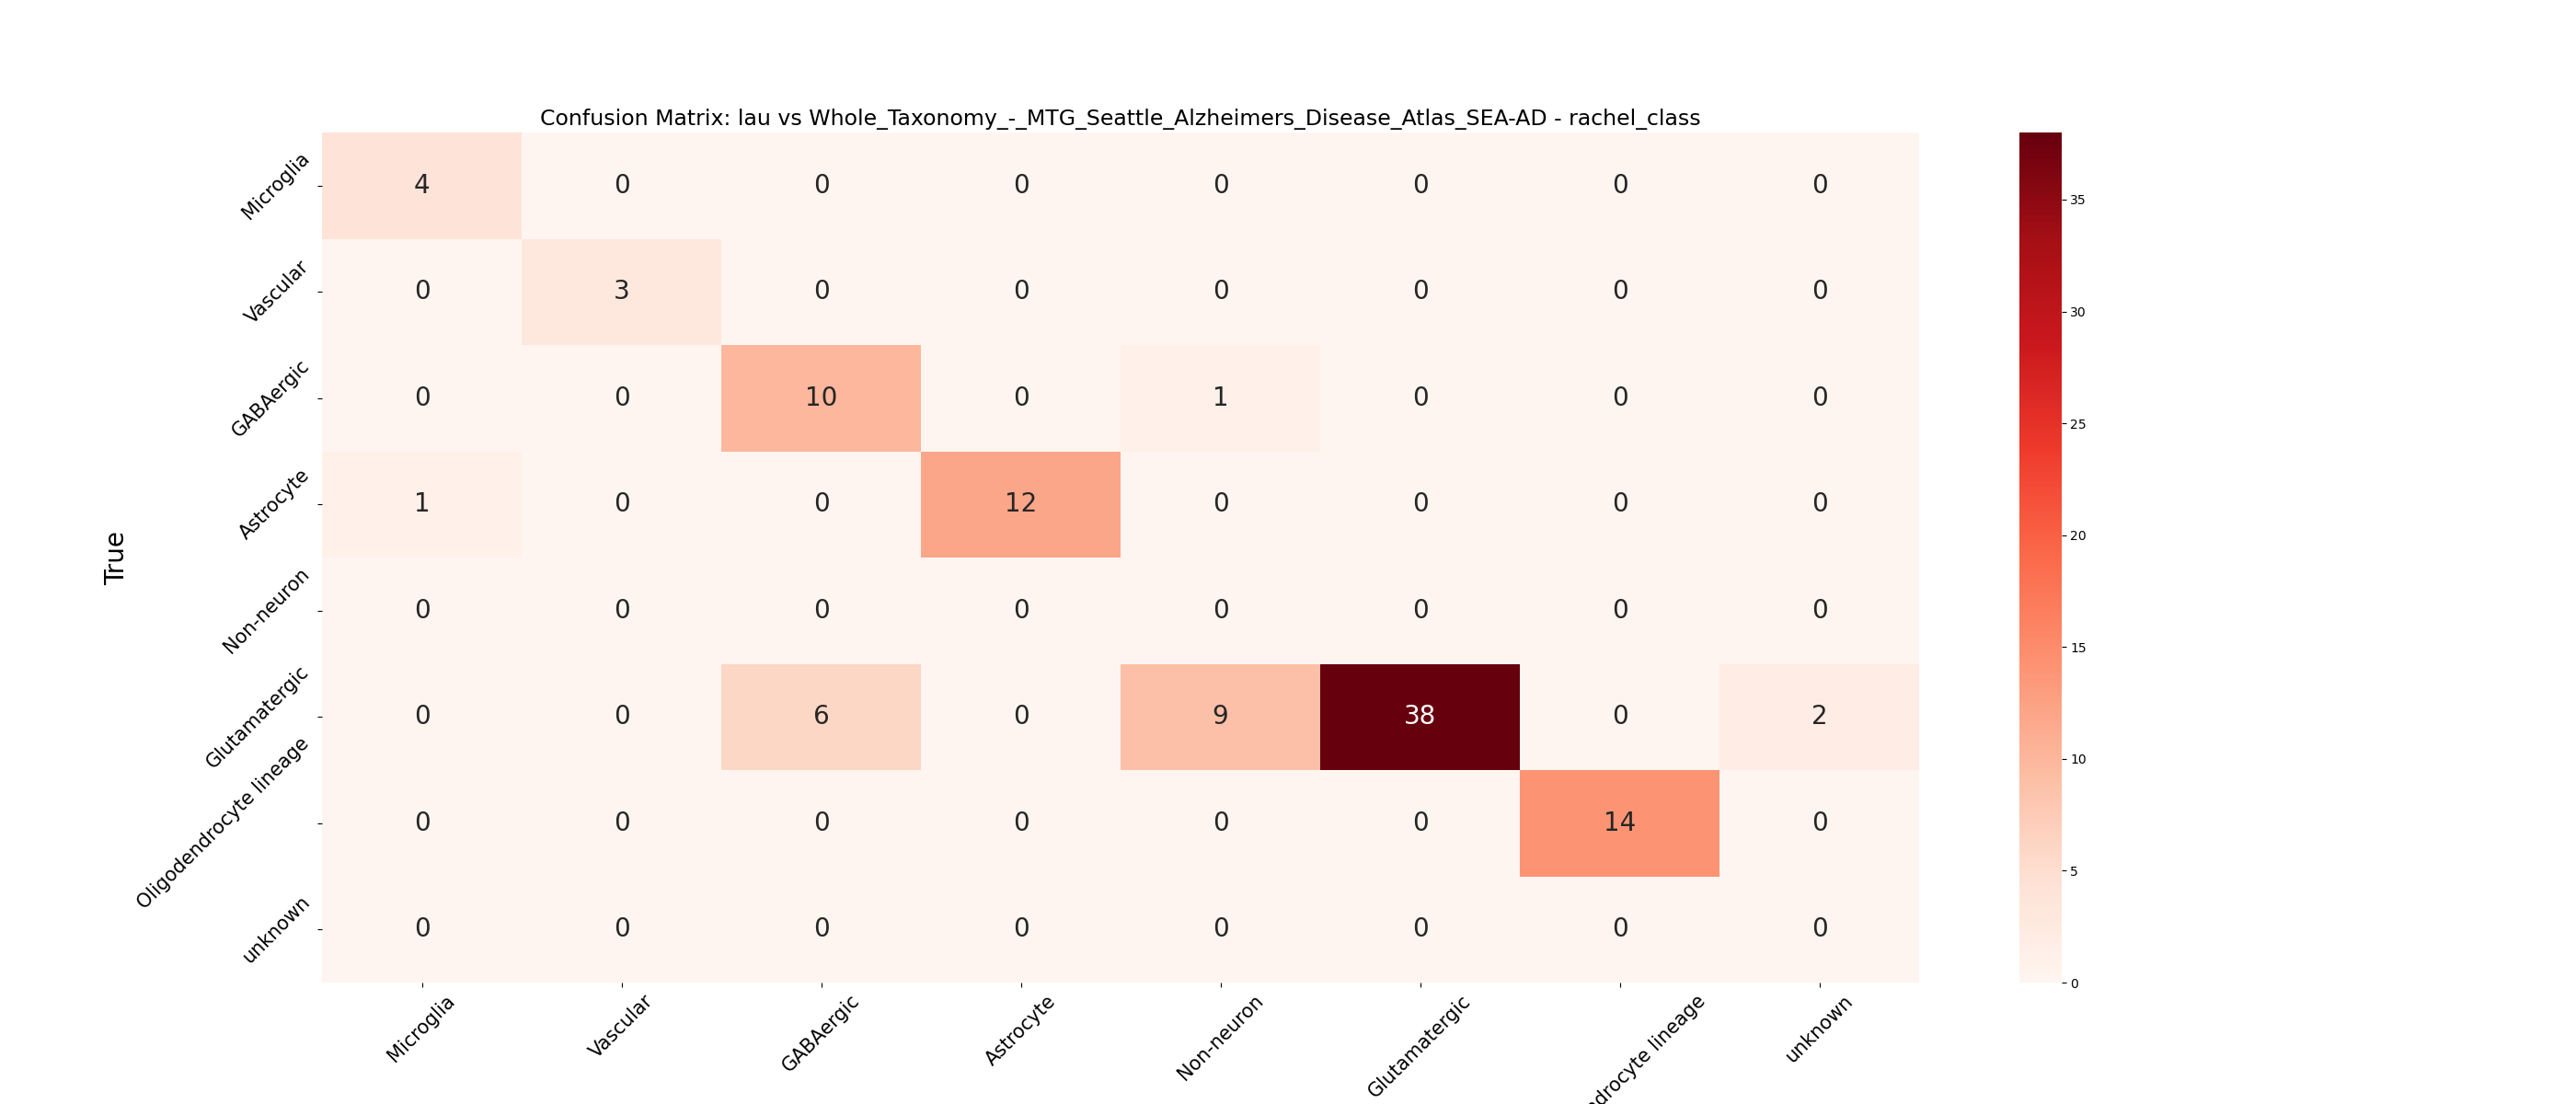 Confusion Matrix: lau vs Whole_Taxonomy_-_MTG_Seattle_Alzheimers_Disease_Atlas_SEA-AD - rachel_class
True
Microglia 4 0 0 0 0 0 0 0
Vascular 0 3 0 0 0 0 0 0
GABAergic 0 0 10 0 1 0 0 0
Astrocyte 1 0 0 12 0 0 0 0
Non-neuron 0 0 0 0 0 0 0 0
Glutamatergic 0 0 6 0 9 38 0 2
Oligodendrocyte lineage 0 0 0 0 0 0 14 0
unknown 0 0 0 0 0 0 0 0
Microglia Vascular GABAergic Astrocyte Non-neuron Glutamatergic lineage unknown
35
30
25
20
15
10
5
0